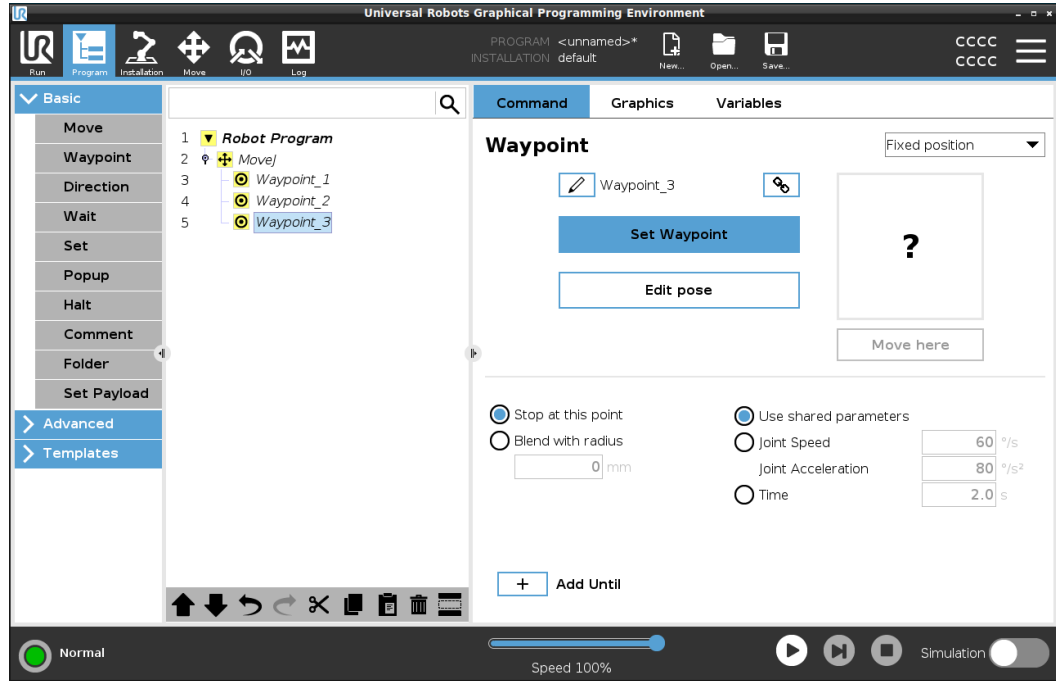 Universal Robots Graphical Programming Environment
UR
Run
Program
Installation
Move
I/O
Log
PROGRAM <unnamed>*
INSTALLATION default
New...
Open...
Save...
CCCC
CCCC
Basic
Move
Waypoint
Direction
Wait
Set
Popup
Halt
Comment
Folder
Set Payload
Advanced
Templates
1 Robot Program
2 MoveJ
3 Waypoint_1
4 Waypoint_2
5 Waypoint_3
Command Graphics Variables
Waypoint
Fixed position
Waypoint_3
Set Waypoint
Edit pose
?
Move here
Stop at this point
Blend with radius
0 mm
Use shared parameters
Joint Speed 60 °/s
Joint Acceleration 80 °/s²
Time 2.0 s
+ Add Until
Normal
Speed 100%
Simulation